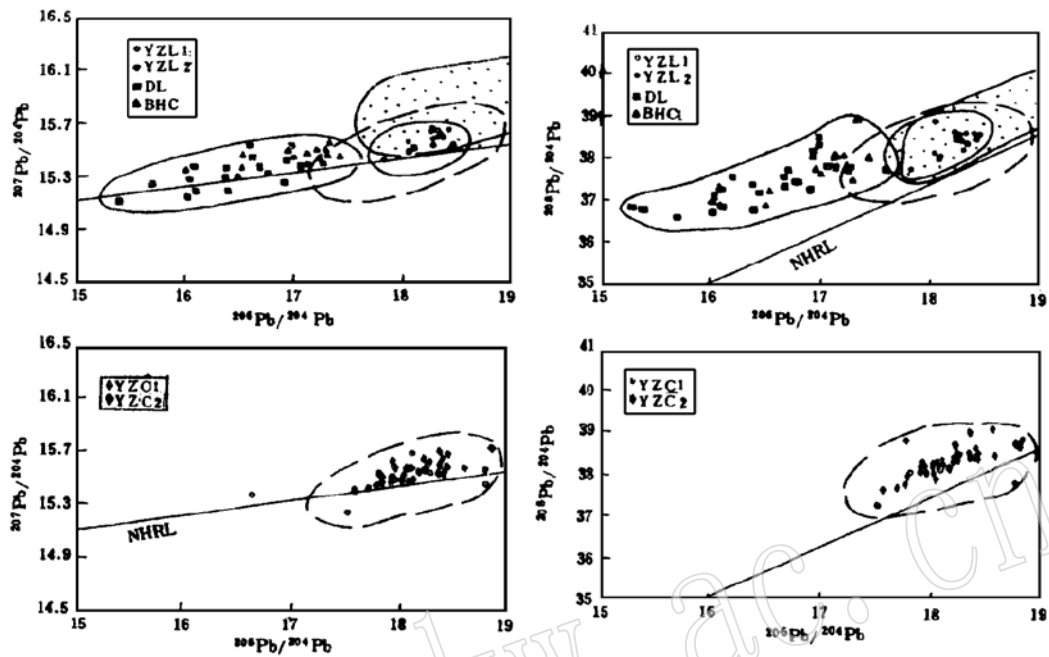 16.5
16.1
15.7
15.3
14.9
14.5
²⁰⁷Pb/²⁰⁴Pb
YZL1
YZL2
DL
BHC
15 16 17 18 19
²⁰⁶Pb/²⁰⁴Pb
41
40
39
38
37
36
35
²⁰⁸Pb/²⁰⁴Pb
YZL1
YZL2
DL
BHC1
NHRL
15 16 17 18 19
²⁰⁶Pb/²⁰⁴Pb
16.5
16.1
15.7
15.3
14.9
14.5
²⁰⁷Pb/²⁰⁴Pb
YZC1
YZC2
NHRL
15 16 17 18 19
²⁰⁶Pb/²⁰⁴Pb
41
40
39
38
37
36
35
²⁰⁸Pb/²⁰⁴Pb
YZC1
YZC2
NHRL
15 16 17 18 19
²⁰⁶Pb/²⁰⁴Pb
ac.cn